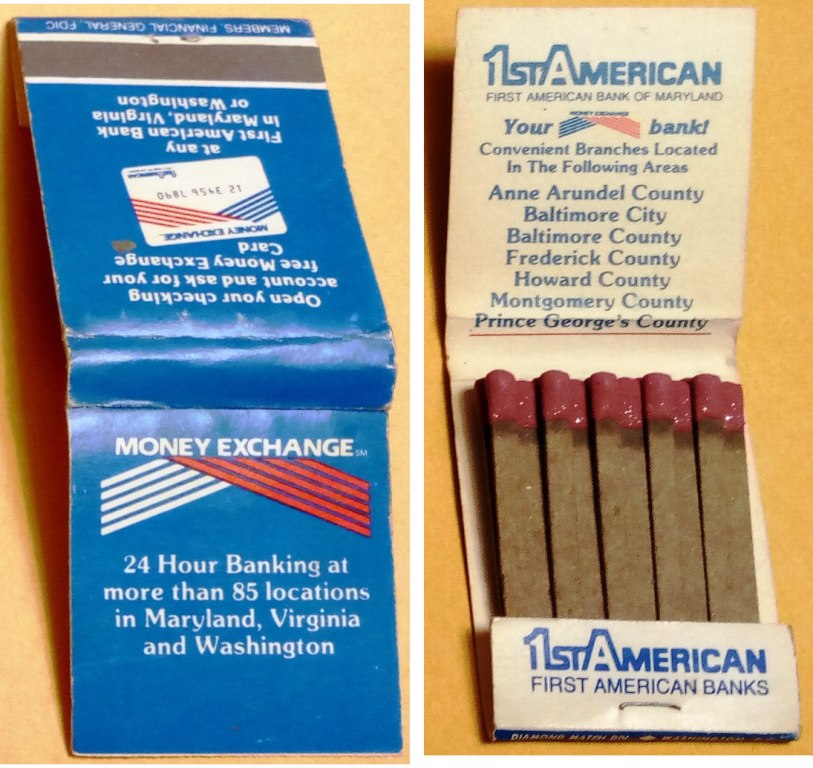 MEMBERS, FINANCIAL GENERAL, FDIC
Open your checking
account and ask for your
free Money Exchange
Card
MONEY EXCHANGE
12 3456 7890
1STAMERICAN
at any
First American Bank
in Maryland, Virginia
or Washington
MONEY EXCHANGE SM
24 Hour Banking at
more than 85 locations
in Maryland, Virginia
and Washington
1STAMERICAN
FIRST AMERICAN BANK OF MARYLAND
Your MONEY EXCHANGE bank!
Convenient Branches Located
In The Following Areas
Anne Arundel County
Baltimore City
Baltimore County
Frederick County
Howard County
Montgomery County
Prince George's County
1STAMERICAN
FIRST AMERICAN BANKS
DIAMOND MATCH DIV.